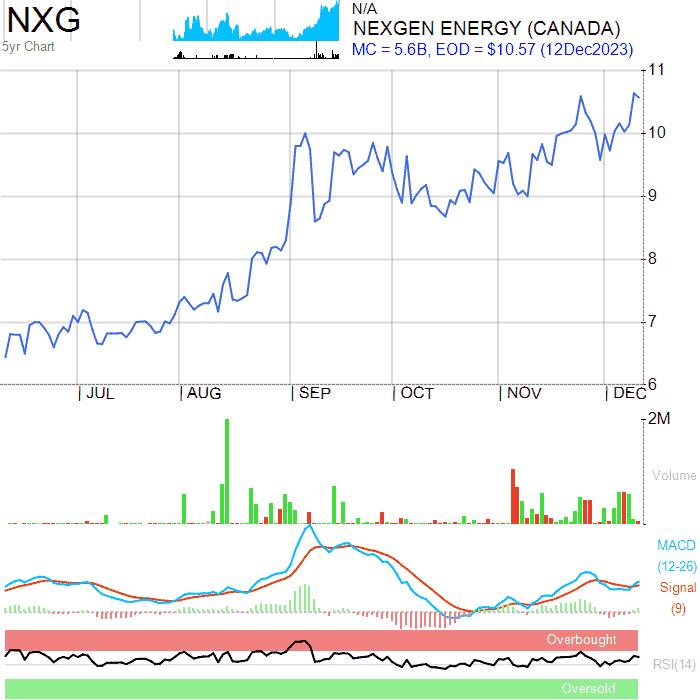 NXG
5yr Chart
N/A
NEXGEN ENERGY (CANADA)
MC = 5.6B, EOD = $10.57 (12Dec2023)
11
10
9
8
7
6
JUL
AUG
SEP
OCT
NOV
DEC
2M
Volume
MACD
(12-26)
Signal
(9)
Overbought
RSI(14)
Oversold